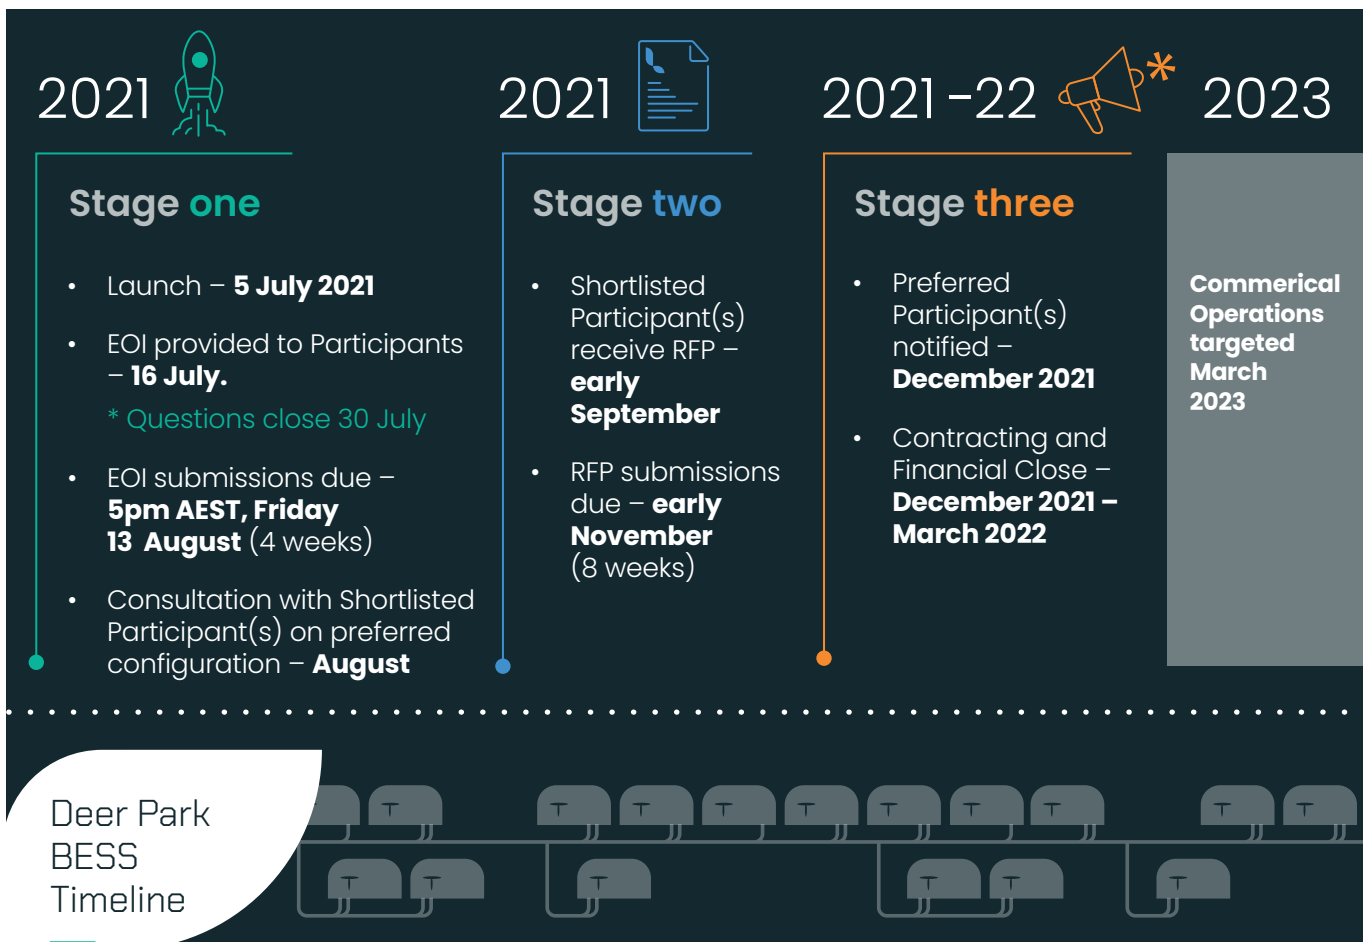 2021
2021
2021-22
*
2023
Stage one
• Launch – 5 July 2021
• EOI provided to Participants
– 16 July.
* Questions close 30 July
• EOI submissions due –
5pm AEST, Friday
13 August (4 weeks)
• Consultation with Shortlisted
Participant(s) on preferred
configuration – August
Stage two
• Shortlisted
Participant(s)
receive RFP –
early
September
• RFP submissions
due – early
November
(8 weeks)
Stage three
• Preferred
Participant(s)
notified –
December 2021
• Contracting and
Financial Close –
December 2021 –
March 2022
Commerical
Operations
targeted
March
2023
Deer Park
BESS
Timeline